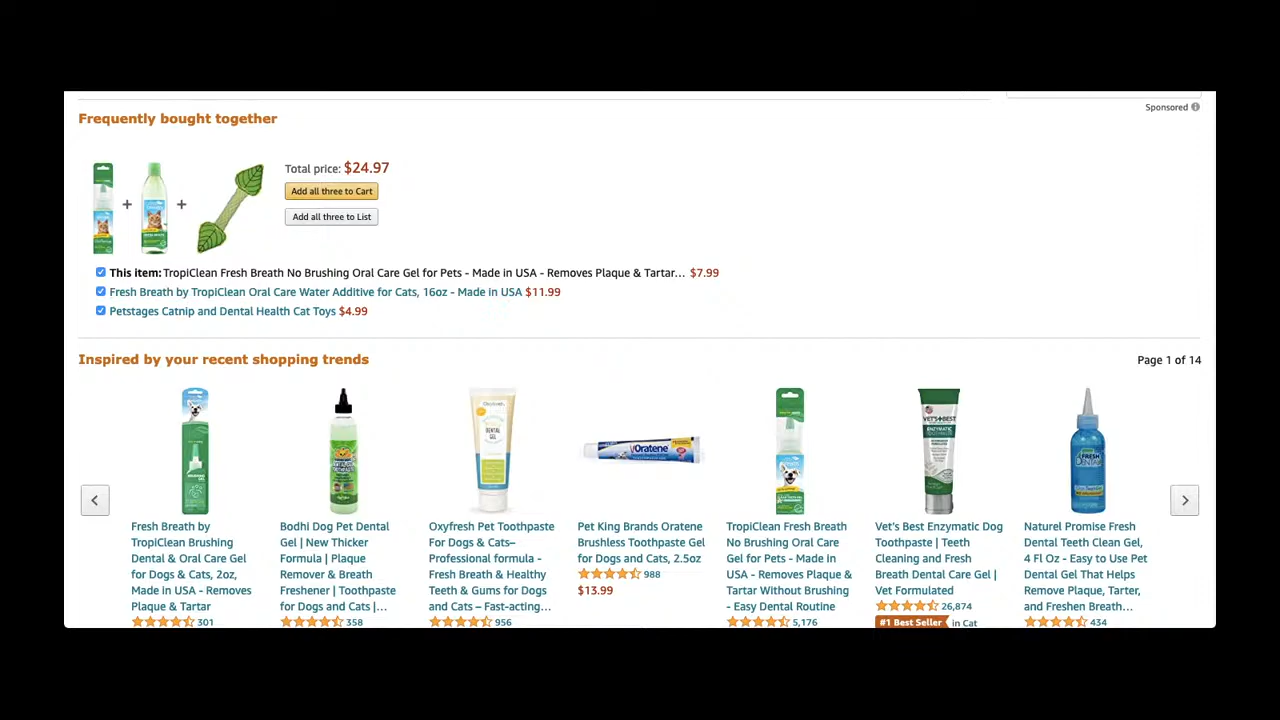 Sponsored
Frequently bought together
Total price: $24.97
Add all three to Cart
Add all three to List
This item: TropiClean Fresh Breath No Brushing Oral Care Gel for Pets - Made in USA - Removes Plaque & Tartar… $7.99
Fresh Breath by TropiClean Oral Care Water Additive for Cats, 16oz - Made in USA $11.99
Petstages Catnip and Dental Health Cat Toys $4.99
Inspired by your recent shopping trends
Page 1 of 14
VET'S+BEST
Oratene
FRESH
DENTAL
DENTAL
GEL
Fresh Breath by
TropiClean Brushing
Dental & Oral Care Gel
for Dogs & Cats, 2oz,
Made in USA - Removes
Plaque & Tartar
301
Bodhi Dog Pet Dental
Gel | New Thicker
Formula | Plaque
Remover & Breath
Freshener | Toothpaste
for Dogs and Cats |…
358
Oxyfresh Pet Toothpaste
For Dogs & Cats–
Professional formula -
Fresh Breath & Healthy
Teeth & Gums for Dogs
and Cats – Fast-acting…
956
Pet King Brands Oratene
Brushless Toothpaste Gel
for Dogs and Cats, 2.5oz
988
$13.99
TropiClean Fresh Breath
No Brushing Oral Care
Gel for Pets - Made in
USA - Removes Plaque &
Tartar Without Brushing
- Easy Dental Routine
5,176
Vet's Best Enzymatic Dog
Toothpaste | Teeth
Cleaning and Fresh
Breath Dental Care Gel |
Vet Formulated
26,874
#1 Best Seller in Cat
Naturel Promise Fresh
Dental Teeth Clean Gel,
4 Fl Oz - Easy to Use Pet
Dental Gel That Helps
Remove Plaque, Tartar,
and Freshen Breath…
434